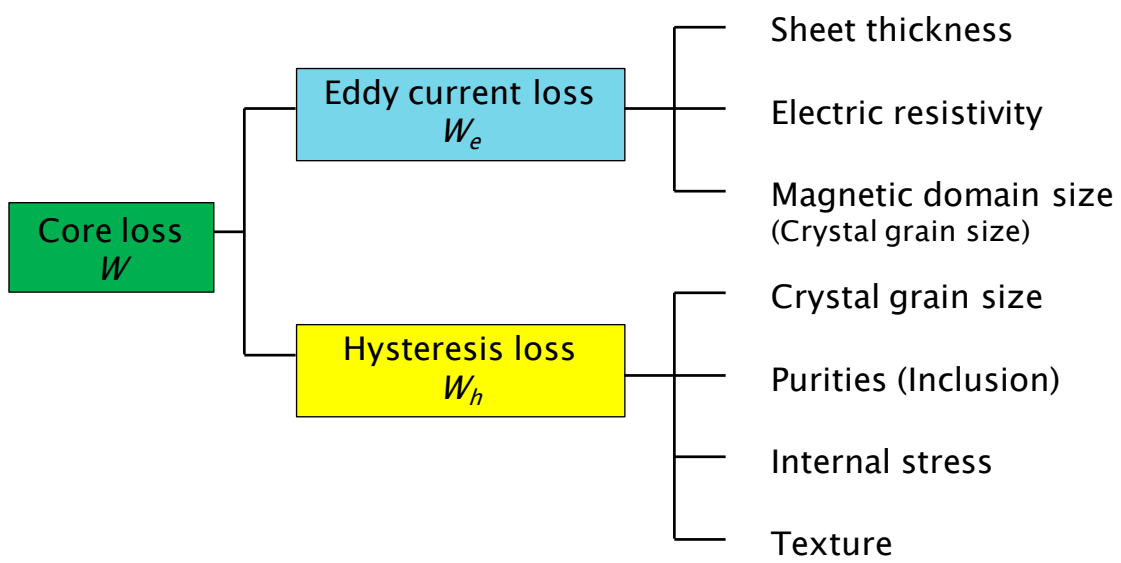 Core loss
W
Eddy current loss
Wₑ
Sheet thickness
Electric resistivity
Magnetic domain size
(Crystal grain size)
Hysteresis loss
Wₕ
Crystal grain size
Purities (Inclusion)
Internal stress
Texture